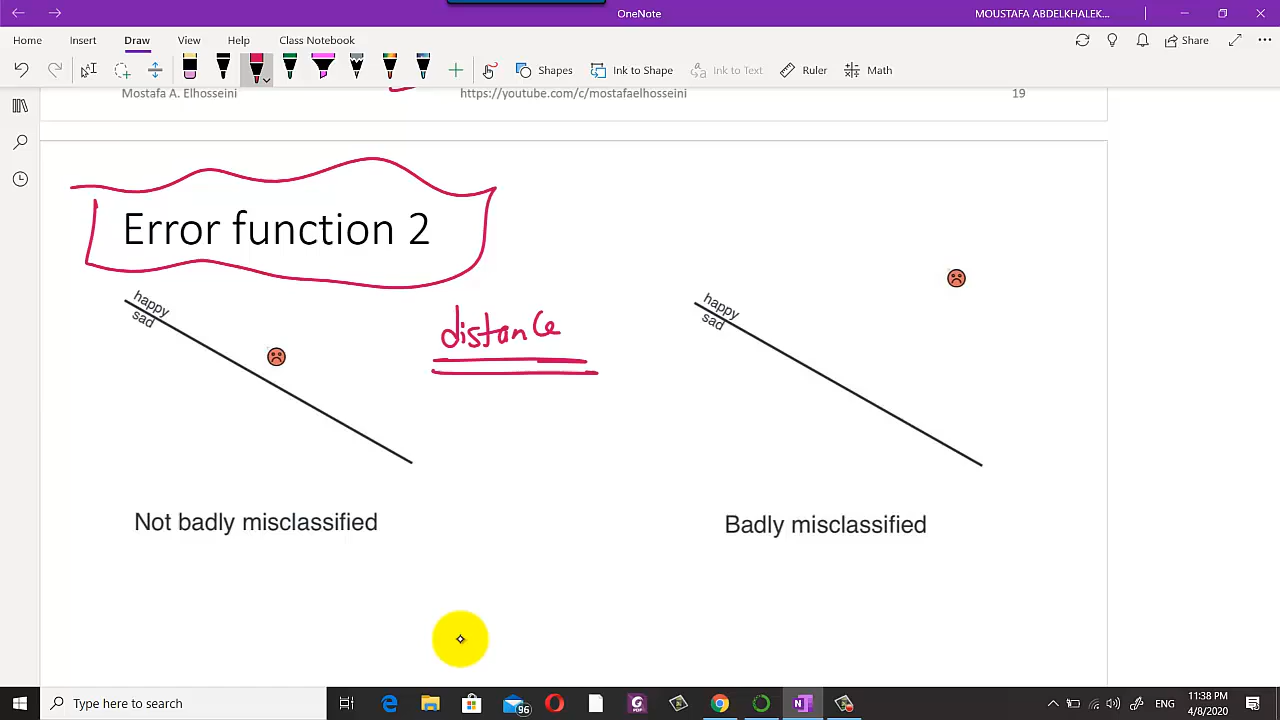 OneNote
MOUSTAFA ABDELKHALEK...
Home Insert Draw View Help Class Notebook
Share
Shapes Ink to Shape Ink to Text Ruler Math
Mostafa A. Elhosseini https://youtube.com/c/mostafaelhosseini 19
Error function 2
happy
sad
distance
happy
sad
Not badly misclassified
Badly misclassified
Type here to search
96
11:38 PM
4/8/2020